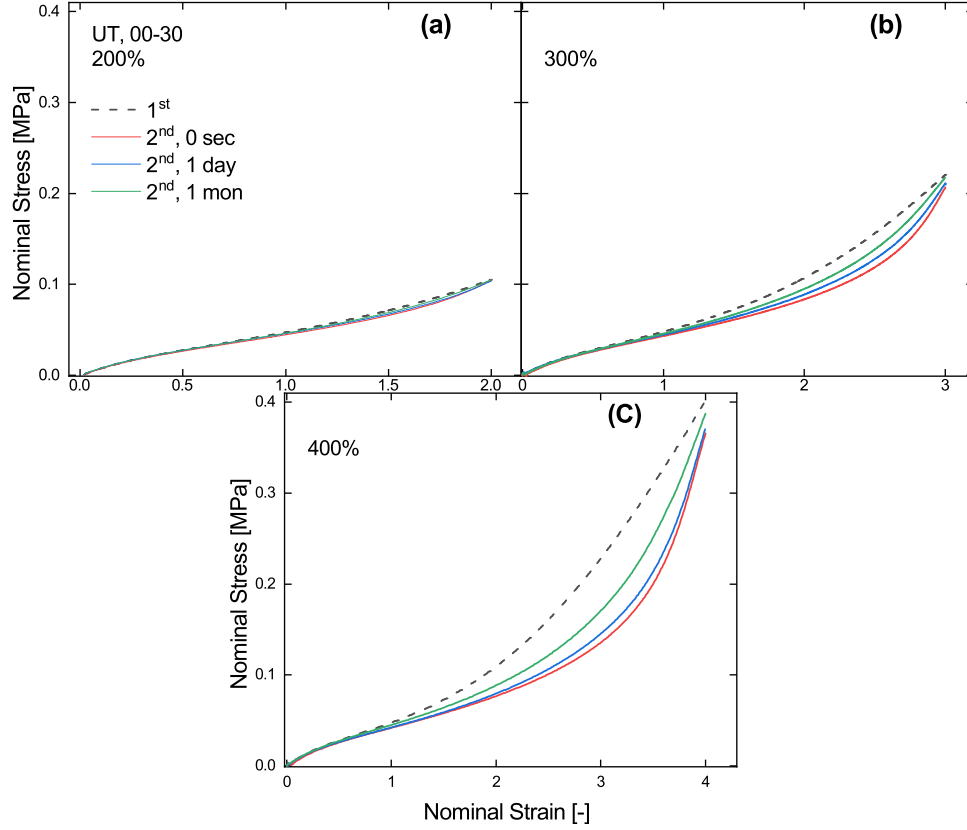 (a)
UT, 00-30
200%
1st
2nd, 0 sec
2nd, 1 day
2nd, 1 mon
Nominal Stress [MPa]
0.4
0.3
0.2
0.1
0.0
0.0 0.5 1.0 1.5 2.0
(b)
300%
0 1 2 3
(C)
400%
Nominal Stress [MPa]
0.4
0.3
0.2
0.1
0.0
0 1 2 3 4
Nominal Strain [-]